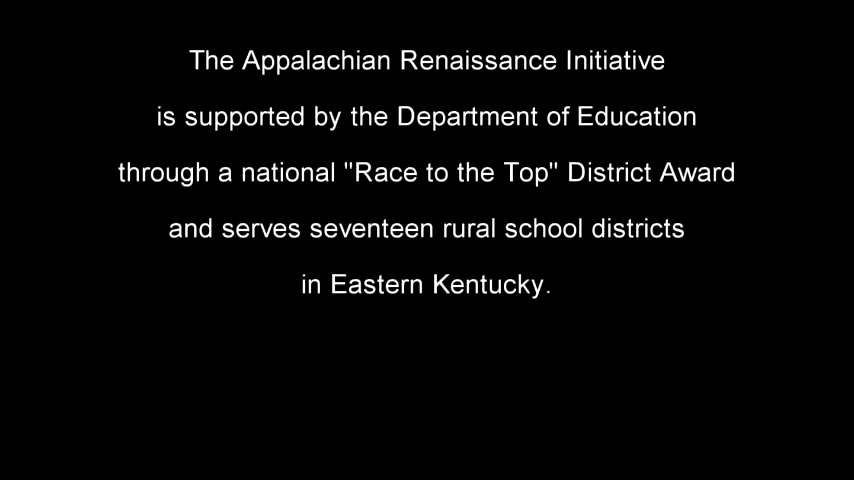 The Appalachian Renaissance Initiative
is supported by the Department of Education
through a national "Race to the Top" District Award
and serves seventeen rural school districts
in Eastern Kentucky.